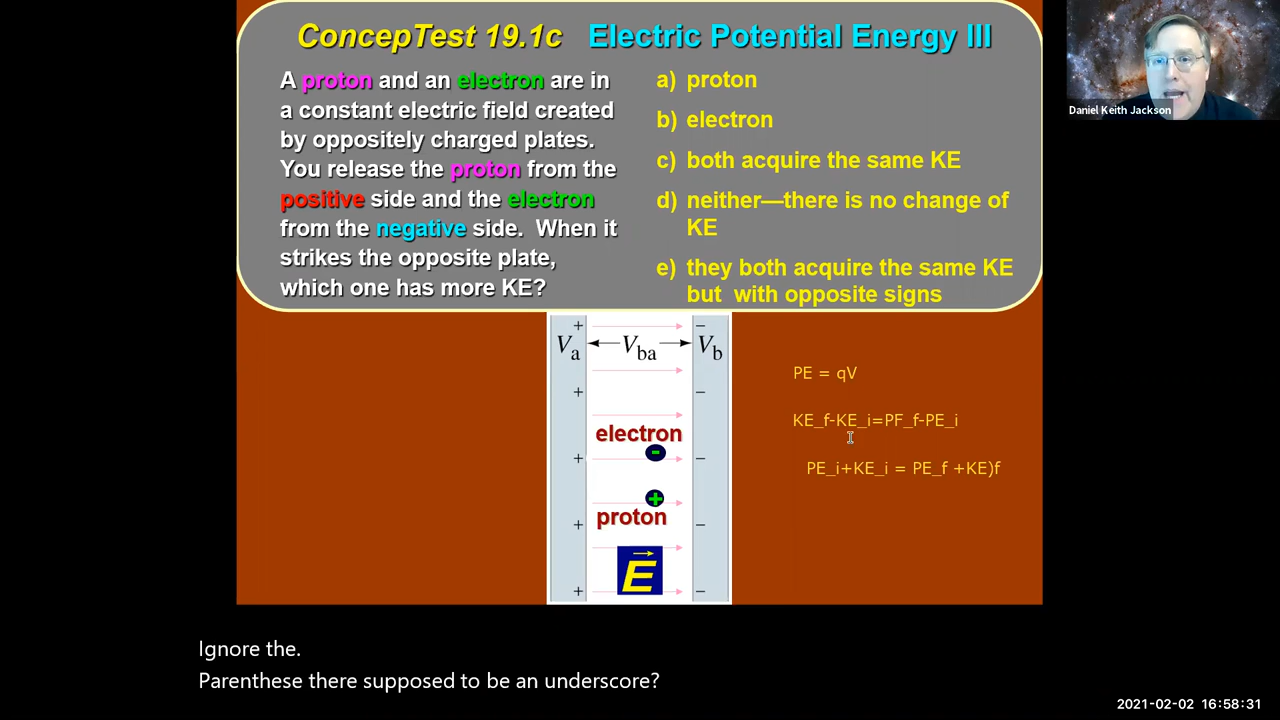 ConcepTest 19.1c Electric Potential Energy III
A proton and an electron are in
a constant electric field created
by oppositely charged plates.
You release the proton from the
positive side and the electron
from the negative side. When it
strikes the opposite plate,
which one has more KE?
a) proton
b) electron
c) both acquire the same KE
d) neither—there is no change of
KE
e) they both acquire the same KE
but with opposite signs
Daniel Keith Jackson
+ −
Va Vba Vb
+ −
electron
-
+ −
+
proton
+ −
E
+ −
PE = qV
KE_f-KE_i=PF_f-PE_i
PE_i+KE_i = PE_f +KE)f
Ignore the.
Parenthese there supposed to be an underscore?
2021-02-02 16:58:31